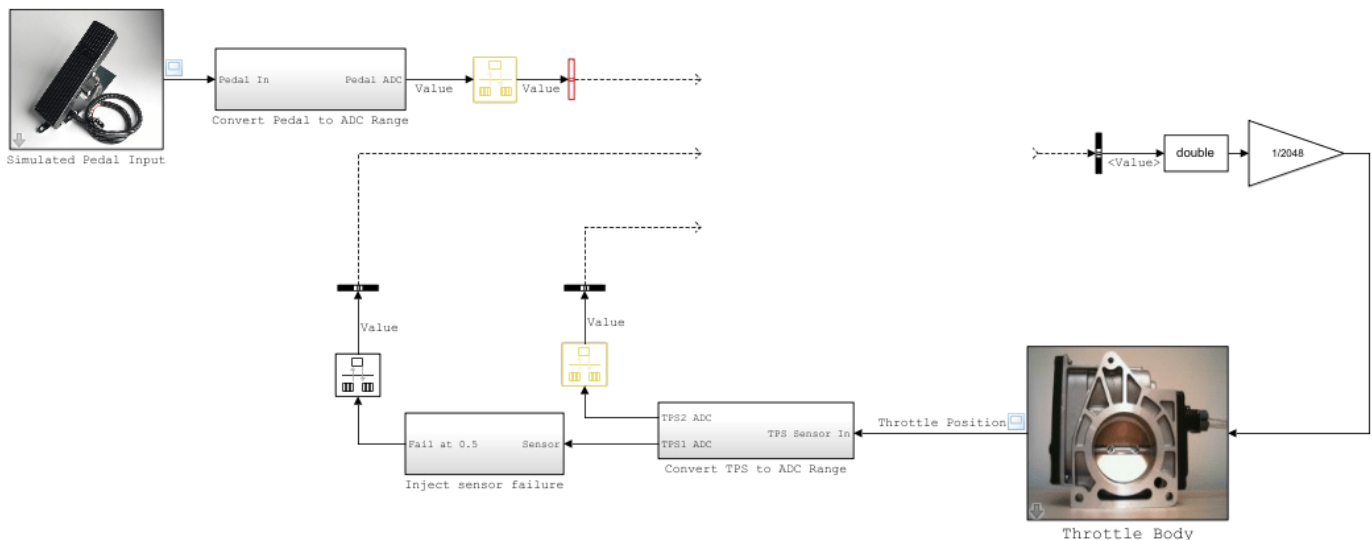 Pedal In
Pedal ADC
Value
Value
Convert Pedal to ADC Range
Simulated Pedal Input
<Value>
double
1/2048
Value
Value
TPS2 ADC
TPS1 ADC
TPS Sensor In
Throttle Position
Fail at 0.5
Sensor
Convert TPS to ADC Range
Inject sensor failure
Throttle Body